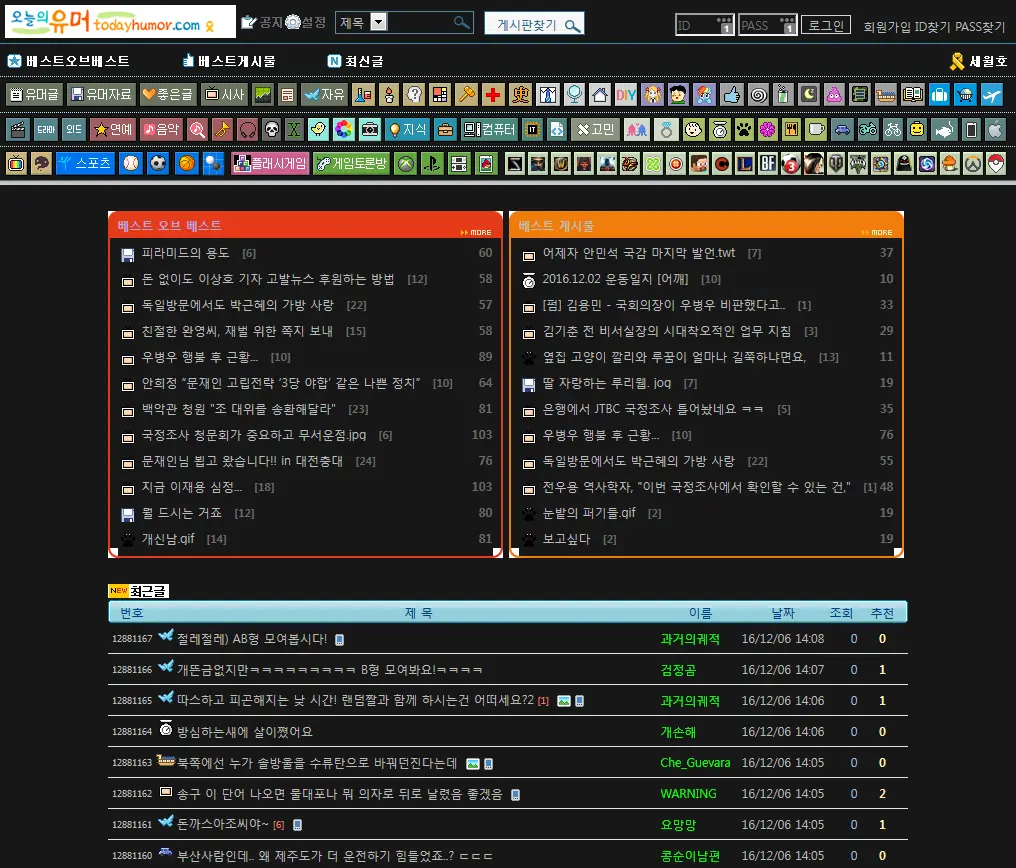 오늘의유머 todayhumor.com 공지 설정 제목 게시판찾기 ID PASS 로그인 회원가입 ID찾기 PASS찾기
베스트오브베스트 베스트게시물 최신글 세월호
유머글 유머자료 좋은글 시사 자유 DIY
드라마 외드 연예 음악 지식 컴퓨터 고민
스포츠 플래시게임 게임토론방
베스트 오브 베스트 MORE
피라미드의 용도 [6] 60
돈 없이도 이상호 기자 고발뉴스 후원하는 방법 [12] 58
독일방문에서도 박근혜의 가방 사랑 [22] 57
친절한 완영씨, 재벌 위한 쪽지 보내 [15] 58
우병우 행불 후 근황... [10] 89
안희정 “문재인 고립전략 ‘3당 야합’ 같은 나쁜 정치” [10] 64
백악관 청원 "조 대위를 송환해달라" [23] 81
국정조사 청문회가 중요하고 무서운점.jpg [6] 103
문재인님 뵙고 왔습니다!! in 대전충대 [24] 76
지금 이재용 심정... [18] 103
뭘 드시는 거죠 [12] 80
개신남.gif [14] 81
베스트 게시물 MORE
어제자 안민석 국감 마지막 발언.twt [7] 37
2016.12.02 운동일지 [어깨] [10] 10
[펌] 김용민 - 국회의장이 우병우 비판했다고.. [1] 33
김기춘 전 비서실장의 시대착오적인 업무 지침 [3] 29
옆집 고양이 깔리와 루꿈이 얼마나 길쭉하냐면요, [13] 11
딸 자랑하는 루리웹. jog [7] 19
은행에서 JTBC 국정조사 틀어놨네요 ㅋㅋ [5] 35
우병우 행불 후 근황... [10] 76
독일방문에서도 박근혜의 가방 사랑 [22] 55
전우용 역사학자, "이번 국정조사에서 확인할 수 있는 건," [1] 48
눈밭의 퍼기들.gif [2] 19
보고싶다 [2] 19
NEW 최근글
번호 제 목 이름 날짜 조회 추천
12881167 절레절레) AB형 모여봅시다! 과거의궤적 16/12/06 14:08 0 0
12881166 개뜬금없지만ㅋㅋㅋㅋㅋㅋㅋㅋㅋ B형 모여봐요!ㅋㅋㅋㅋ 검정곰 16/12/06 14:07 0 1
12881165 따스하고 피곤해지는 낮 시간! 랜덤짤과 함께 하시는건 어떠세요?2 [1] 과거의궤적 16/12/06 14:06 0 1
12881164 방심하는새에 살이쪘어요 개손해 16/12/06 14:06 0 0
12881163 북쪽에선 누가 솔방울을 수류탄으로 바꿔던진다는데 Che_Guevara 16/12/06 14:05 0 0
12881162 송구 이 단어 나오면 물대포나 뭐 의자로 뒤로 날렸음 좋겠음 WARNING 16/12/06 14:05 0 2
12881161 돈까스아조씨야~ [6] 요망망 16/12/06 14:05 0 1
12881160 부산사람인데.. 왜 제주도가 더 운전하기 힘들었죠..? ㄷㄷㄷ 콩순이남편 16/12/06 14:05 0 0